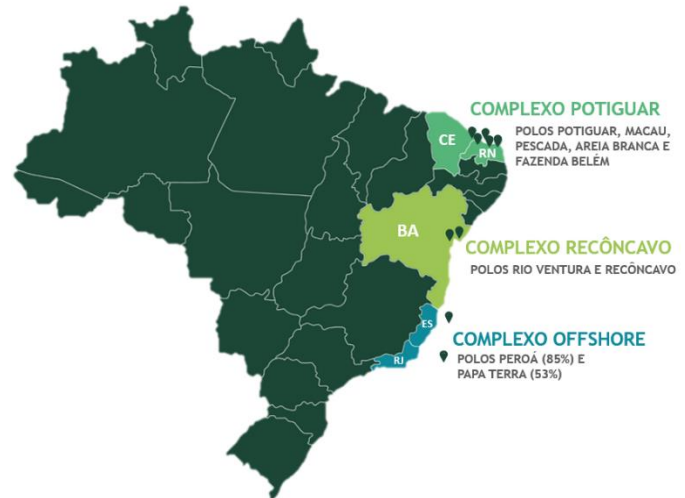 COMPLEXO POTIGUAR
POLOS POTIGUAR, MACAU,
PESCADA, AREIA BRANCA E
FAZENDA BELÉM
CE
RN
BA
COMPLEXO RECÔNCAVO
POLOS RIO VENTURA E RECÔNCAVO
ES
COMPLEXO OFFSHORE
RJ
POLOS PEROÁ (85%) E
PAPA TERRA (53%)